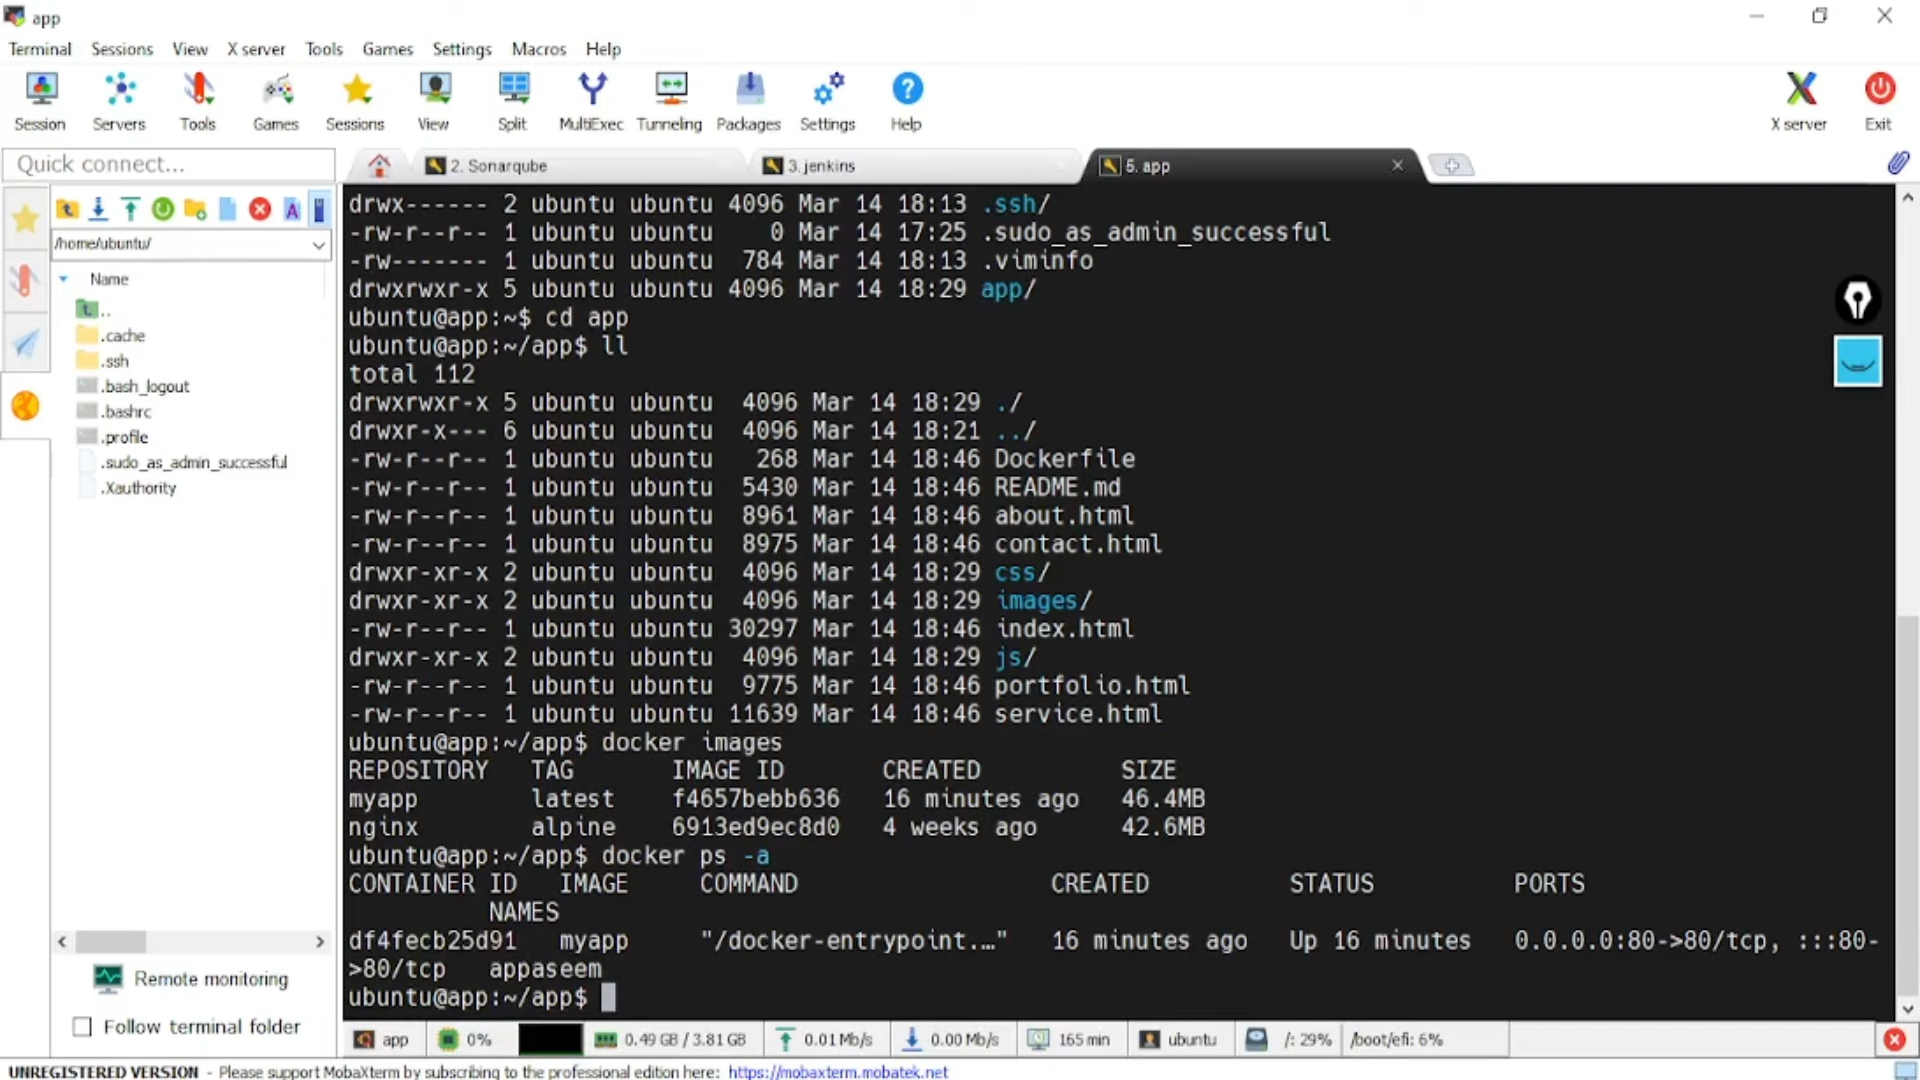 app
Terminal Sessions View X server Tools Games Settings Macros Help
Session Servers Tools Games Sessions View Split MultiExec Tunneling Packages Settings Help X server Exit
Quick connect...
2. Sonarqube 3. jenkins 5. app
/home/ubuntu/
Name
..
.cache
.ssh
.bash_logout
.bashrc
.profile
.sudo_as_admin_successful
.Xauthority
Remote monitoring
Follow terminal folder
drwx------ 2 ubuntu ubuntu 4096 Mar 14 18:13 .ssh/
-rw-r--r-- 1 ubuntu ubuntu 0 Mar 14 17:25 .sudo_as_admin_successful
-rw------- 1 ubuntu ubuntu 784 Mar 14 18:13 .viminfo
drwxrwxr-x 5 ubuntu ubuntu 4096 Mar 14 18:29 app/
ubuntu@app:~$ cd app
ubuntu@app:~/app$ ll
total 112
drwxrwxr-x 5 ubuntu ubuntu 4096 Mar 14 18:29 ./
drwxr-x--- 6 ubuntu ubuntu 4096 Mar 14 18:21 ../
-rw-r--r-- 1 ubuntu ubuntu 268 Mar 14 18:46 Dockerfile
-rw-r--r-- 1 ubuntu ubuntu 5430 Mar 14 18:46 README.md
-rw-r--r-- 1 ubuntu ubuntu 8961 Mar 14 18:46 about.html
-rw-r--r-- 1 ubuntu ubuntu 8975 Mar 14 18:46 contact.html
drwxr-xr-x 2 ubuntu ubuntu 4096 Mar 14 18:29 css/
drwxr-xr-x 2 ubuntu ubuntu 4096 Mar 14 18:29 images/
-rw-r--r-- 1 ubuntu ubuntu 30297 Mar 14 18:46 index.html
drwxr-xr-x 2 ubuntu ubuntu 4096 Mar 14 18:29 js/
-rw-r--r-- 1 ubuntu ubuntu 9775 Mar 14 18:46 portfolio.html
-rw-r--r-- 1 ubuntu ubuntu 11639 Mar 14 18:46 service.html
ubuntu@app:~/app$ docker images
REPOSITORY TAG IMAGE ID CREATED SIZE
myapp latest f4657bebb636 16 minutes ago 46.4MB
nginx alpine 6913ed9ec8d0 4 weeks ago 42.6MB
ubuntu@app:~/app$ docker ps -a
CONTAINER ID IMAGE COMMAND CREATED STATUS PORTS
NAMES
df4fecb25d91 myapp "/docker-entrypoint.…" 16 minutes ago Up 16 minutes 0.0.0.0:80->80/tcp, :::80-
>80/tcp appaseem
ubuntu@app:~/app$
app 0% 0.49 GB / 3.81 GB 0.01 Mb/s 0.00 Mb/s 165 min ubuntu /: 29% /boot/efi: 6%
UNREGISTERED VERSION - Please support MobaXterm by subscribing to the professional edition here: https://mobaxterm.mobatek.net